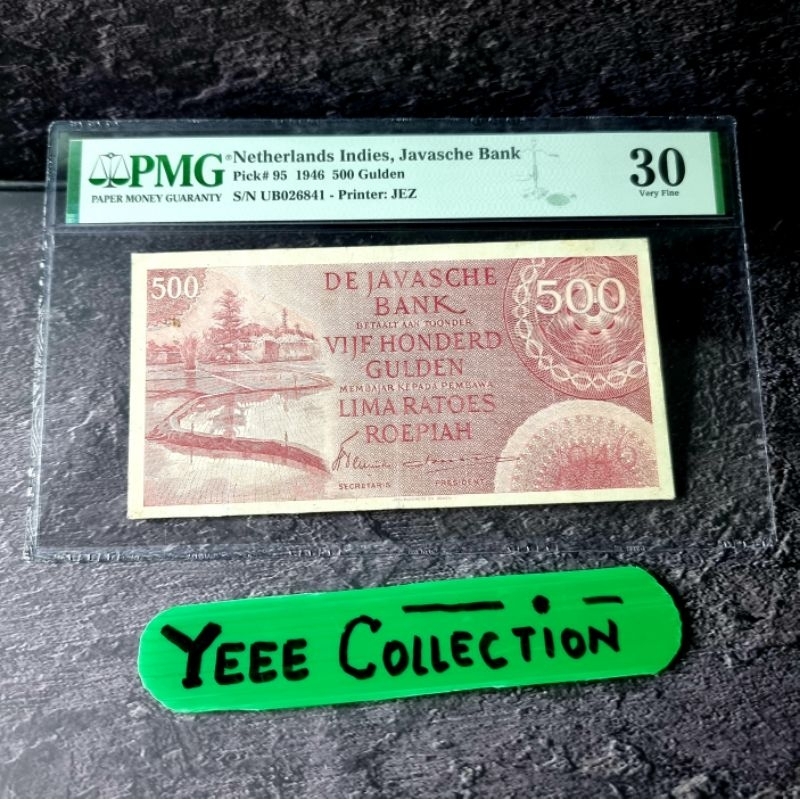 PMG®
PAPER MONEY GUARANTY
Netherlands Indies, Javasche Bank
Pick# 95 1946 500 Gulden
S/N UB026841 - Printer: JEZ
30
Very Fine
500
DE JAVASCHE
BANK
BETAALT AAN TOONDER
VIJF HONDERD
GULDEN
MEMBAJAR KEPADA PEMBAWA
LIMA RATOES
ROEPIAH
SECRETARIS
PRESIDENT
500
1946
YEEE COLLECTION